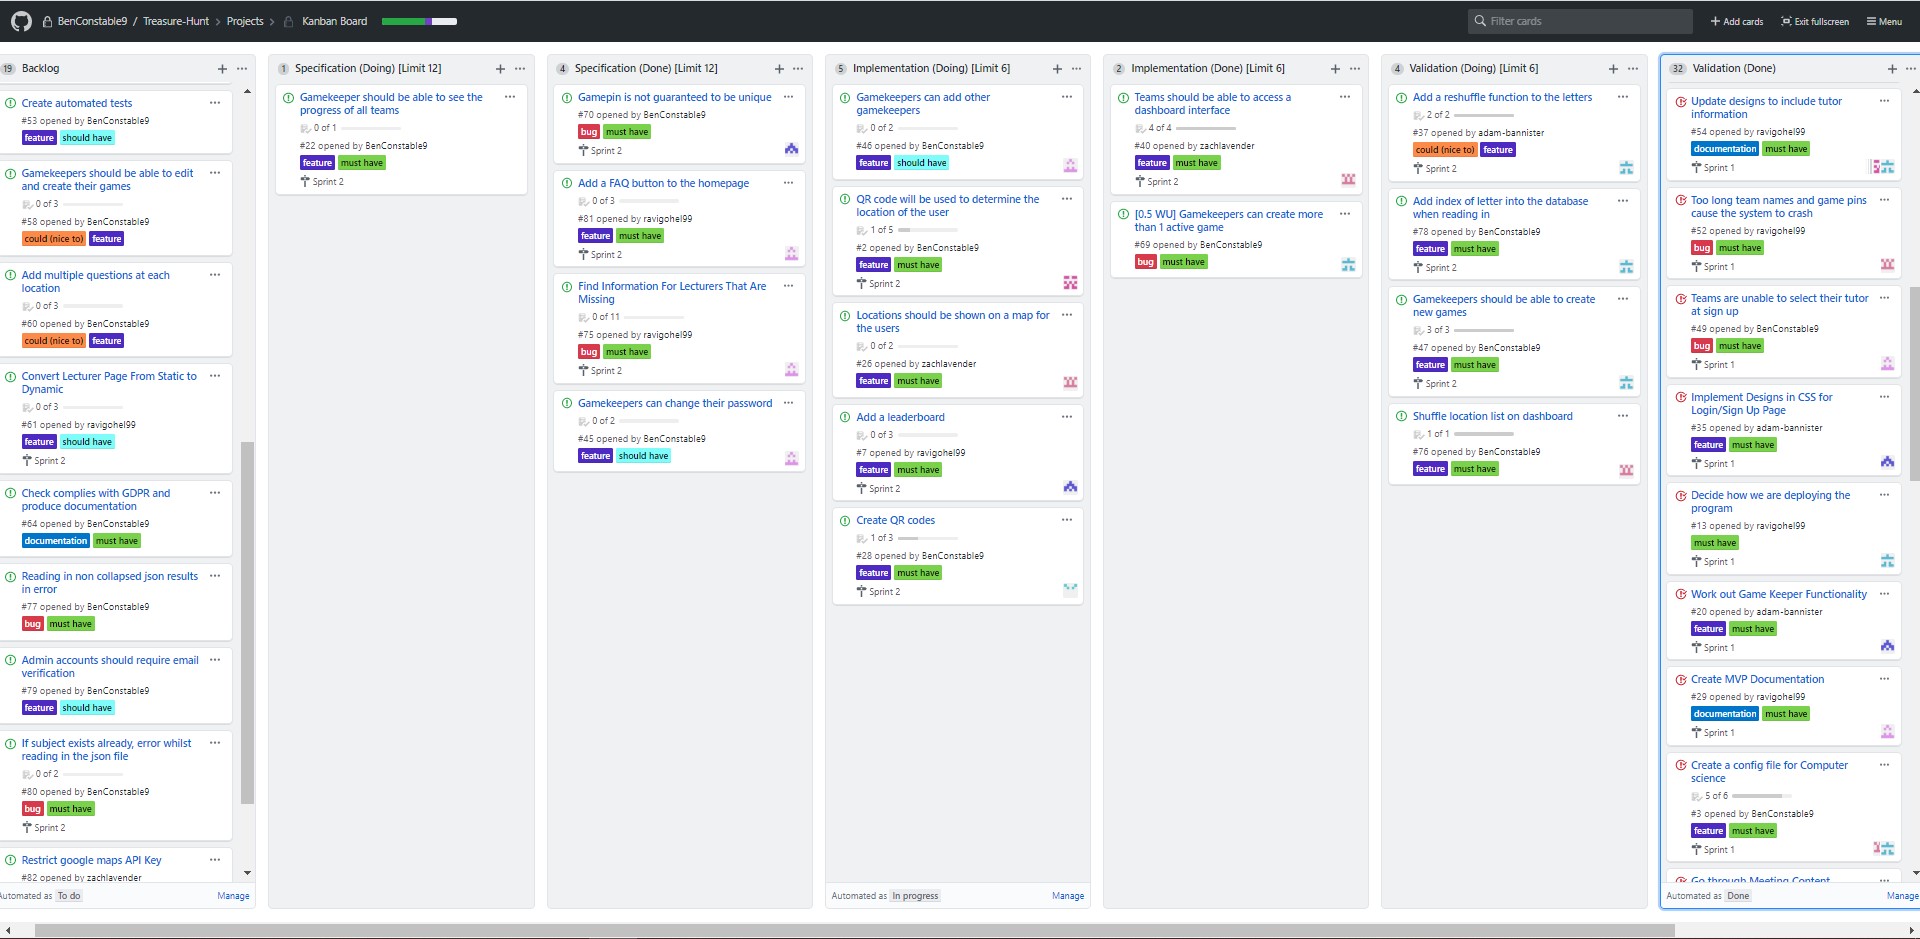 BenConstable9 / Treasure-Hunt > Projects > Kanban Board
Filter cards
Add cards
Exit fullscreen
Menu
19 Backlog
Create automated tests
#53 opened by BenConstable9
feature should have
Gamekeepers should be able to edit
and create their games
0 of 3
#58 opened by BenConstable9
could (nice to) feature
Add multiple questions at each
location
0 of 3
#60 opened by BenConstable9
could (nice to) feature
Convert Lecturer Page From Static to
Dynamic
0 of 3
#61 opened by ravigohel99
feature should have
Sprint 2
Check complies with GDPR and
produce documentation
#64 opened by BenConstable9
documentation must have
Reading in non collapsed json results
in error
#77 opened by BenConstable9
bug must have
Admin accounts should require email
verification
#79 opened by BenConstable9
feature should have
If subject exists already, error whilst
reading in the json file
0 of 2
#80 opened by BenConstable9
bug must have
Sprint 2
Restrict google maps API Key
#82 opened by zachlavender
Automated as To do
Manage
1 Specification (Doing) [Limit 12]
Gamekeeper should be able to see the
progress of all teams
0 of 1
#22 opened by BenConstable9
feature must have
Sprint 2
4 Specification (Done) [Limit 12]
Gamepin is not guaranteed to be unique
#70 opened by BenConstable9
bug must have
Sprint 2
Add a FAQ button to the homepage
0 of 3
#81 opened by ravigohel99
feature must have
Sprint 2
Find Information For Lecturers That Are
Missing
0 of 11
#75 opened by ravigohel99
bug must have
Sprint 2
Gamekeepers can change their password
0 of 2
#45 opened by BenConstable9
feature should have
5 Implementation (Doing) [Limit 6]
Gamekeepers can add other
gamekeepers
0 of 2
#46 opened by BenConstable9
feature should have
QR code will be used to determine the
location of the user
1 of 5
#2 opened by BenConstable9
feature must have
Sprint 2
Locations should be shown on a map for
the users
0 of 2
#26 opened by zachlavender
feature must have
Add a leaderboard
0 of 3
#7 opened by ravigohel99
feature must have
Sprint 2
Create QR codes
1 of 3
#28 opened by BenConstable9
feature must have
Sprint 2
Automated as In progress
Manage
2 Implementation (Done) [Limit 6]
Teams should be able to access a
dashboard interface
4 of 4
#40 opened by zachlavender
feature must have
Sprint 2
[0.5 WU] Gamekeepers can create more
than 1 active game
#69 opened by BenConstable9
bug must have
4 Validation (Doing) [Limit 6]
Add a reshuffle function to the letters
2 of 2
#37 opened by adam-bannister
could (nice to) feature
Sprint 2
Add index of letter into the database
when reading in
#78 opened by BenConstable9
feature must have
Sprint 2
Gamekeepers should be able to create
new games
3 of 3
#47 opened by BenConstable9
feature must have
Sprint 2
Shuffle location list on dashboard
1 of 1
#76 opened by BenConstable9
feature must have
32 Validation (Done)
Update designs to include tutor
information
#54 opened by ravigohel99
documentation must have
Sprint 1
Too long team names and game pins
cause the system to crash
#52 opened by ravigohel99
bug must have
Sprint 1
Teams are unable to select their tutor
at sign up
#49 opened by BenConstable9
bug must have
Sprint 1
Implement Designs in CSS for
Login/Sign Up Page
#35 opened by adam-bannister
feature must have
Sprint 1
Decide how we are deploying the
program
#13 opened by ravigohel99
must have
Sprint 1
Work out Game Keeper Functionality
#20 opened by adam-bannister
feature must have
Sprint 1
Create MVP Documentation
#29 opened by ravigohel99
documentation must have
Sprint 1
Create a config file for Computer
science
5 of 6
#3 opened by BenConstable9
feature must have
Sprint 1
Go through Meeting Content
Automated as Done
Manage